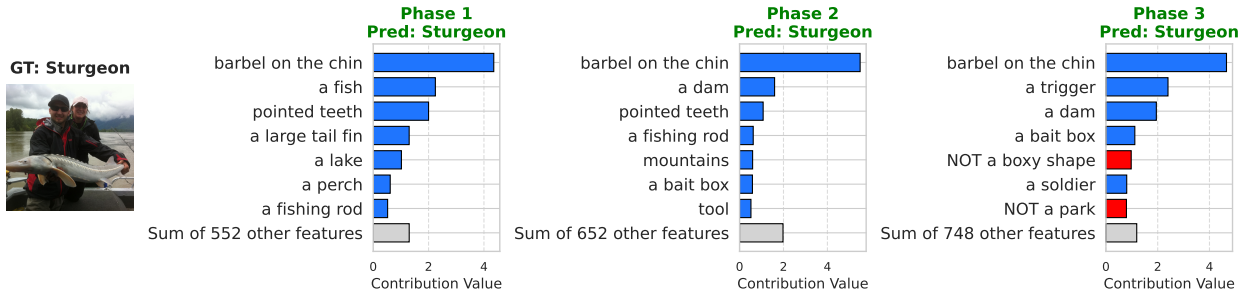 GT: Sturgeon
Phase 1
Pred: Sturgeon
barbel on the chin
a fish
pointed teeth
a large tail fin
a lake
a perch
a fishing rod
Sum of 552 other features
0 2 4
Contribution Value
Phase 2
Pred: Sturgeon
barbel on the chin
a dam
pointed teeth
a fishing rod
mountains
a bait box
tool
Sum of 652 other features
0 2 4
Contribution Value
Phase 3
Pred: Sturgeon
barbel on the chin
a trigger
a dam
a bait box
NOT a boxy shape
a soldier
NOT a park
Sum of 748 other features
0 2 4
Contribution Value